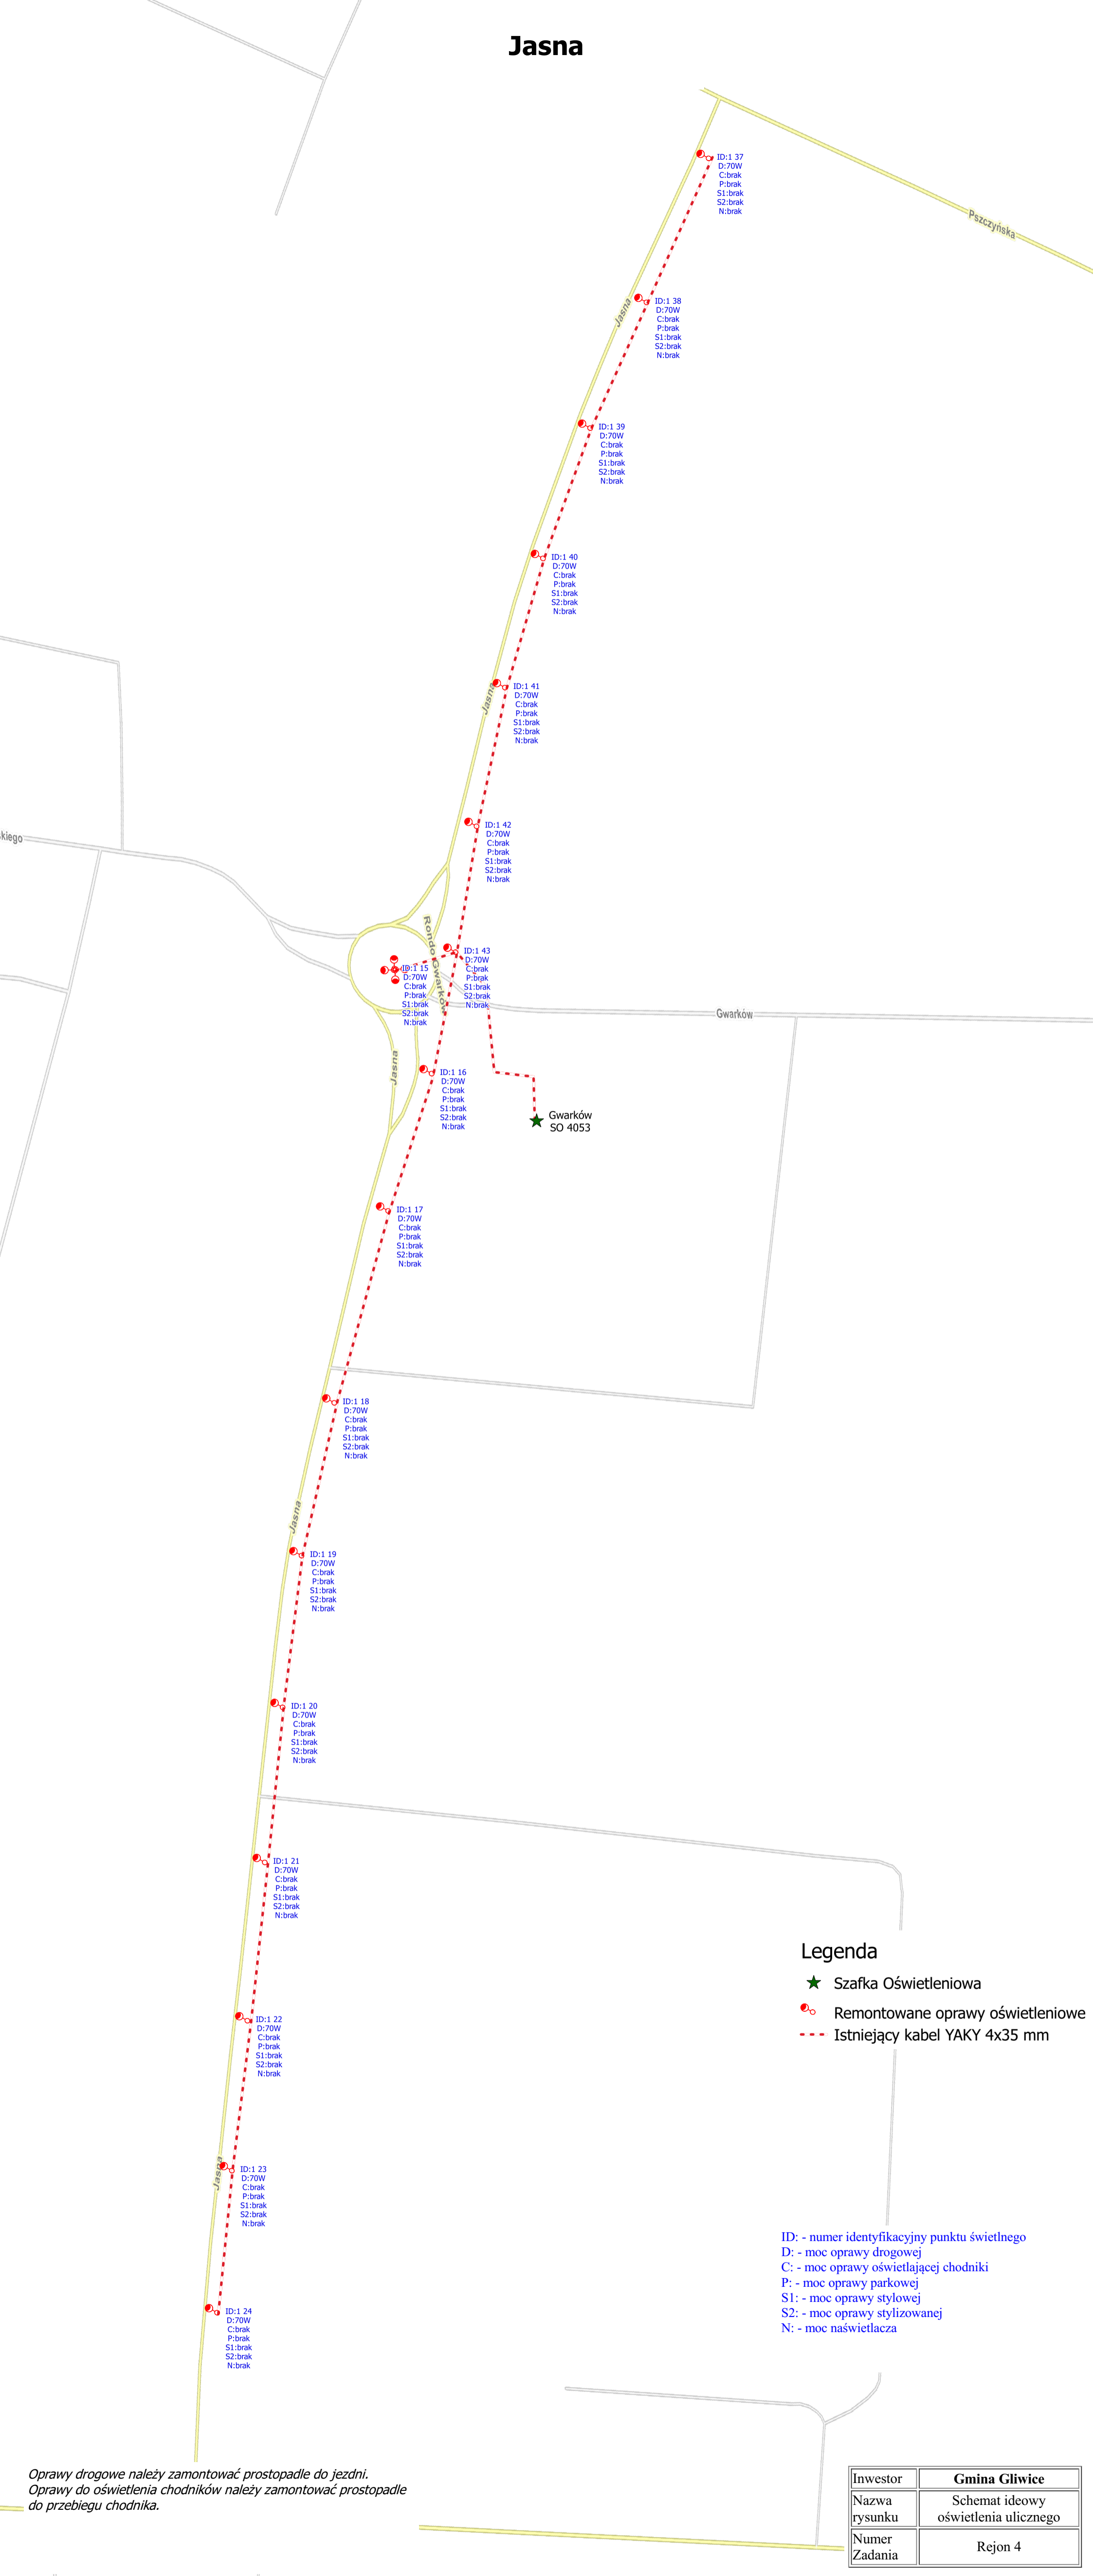 Jasna
ID:1 37
D:70W
C:brak
P:brak
S1:brak
S2:brak
N:brak
Pszczyńska
ID:1 38
D:70W
C:brak
P:brak
S1:brak
S2:brak
N:brak
Jasna
ID:1 39
D:70W
C:brak
P:brak
S1:brak
S2:brak
N:brak
ID:1 40
D:70W
C:brak
P:brak
S1:brak
S2:brak
N:brak
ID:1 41
D:70W
C:brak
P:brak
S1:brak
S2:brak
N:brak
Jasna
ID:1 42
D:70W
C:brak
P:brak
S1:brak
S2:brak
N:brak
kiego
Rondo Gwarków
ID:1 43
D:70W
C:brak
P:brak
S1:brak
S2:brak
N:brak
ID:1 15
D:70W
C:brak
P:brak
S1:brak
S2:brak
N:brak
Gwarków
Jasna
ID:1 16
D:70W
C:brak
P:brak
S1:brak
S2:brak
N:brak
Gwarków
SO 4053
ID:1 17
D:70W
C:brak
P:brak
S1:brak
S2:brak
N:brak
ID:1 18
D:70W
C:brak
P:brak
S1:brak
S2:brak
N:brak
Jasna
ID:1 19
D:70W
C:brak
P:brak
S1:brak
S2:brak
N:brak
ID:1 20
D:70W
C:brak
P:brak
S1:brak
S2:brak
N:brak
ID:1 21
D:70W
C:brak
P:brak
S1:brak
S2:brak
N:brak
Legenda
Szafka Oświetleniowa
Remontowane oprawy oświetleniowe
Istniejący kabel YAKY 4x35 mm
ID:1 22
D:70W
C:brak
P:brak
S1:brak
S2:brak
N:brak
Jasna
ID:1 23
D:70W
C:brak
P:brak
S1:brak
S2:brak
N:brak
ID: - numer identyfikacyjny punktu świetlnego
D: - moc oprawy drogowej
C: - moc oprawy oświetlającej chodniki
P: - moc oprawy parkowej
S1: - moc oprawy stylowej
S2: - moc oprawy stylizowanej
N: - moc naświetlacza
ID:1 24
D:70W
C:brak
P:brak
S1:brak
S2:brak
N:brak
Oprawy drogowe należy zamontować prostopadle do jezdni.
Oprawy do oświetlenia chodników należy zamontować prostopadle
do przebiegu chodnika.
Inwestor
Gmina Gliwice
Nazwa
rysunku
Schemat ideowy
oświetlenia ulicznego
Numer
Zadania
Rejon 4